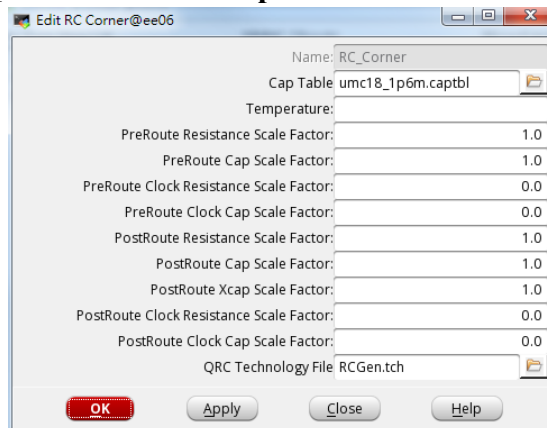 Edit RC Corner@ee06
Name: RC_Corner
Cap Table umc18_1p6m.captbl
Temperature:
PreRoute Resistance Scale Factor: 1.0
PreRoute Cap Scale Factor: 1.0
PreRoute Clock Resistance Scale Factor: 0.0
PreRoute Clock Cap Scale Factor: 0.0
PostRoute Resistance Scale Factor: 1.0
PostRoute Cap Scale Factor: 1.0
PostRoute Xcap Scale Factor: 1.0
PostRoute Clock Resistance Scale Factor: 0.0
PostRoute Clock Cap Scale Factor: 0.0
QRC Technology File RCGen.tch
OK Apply Close Help